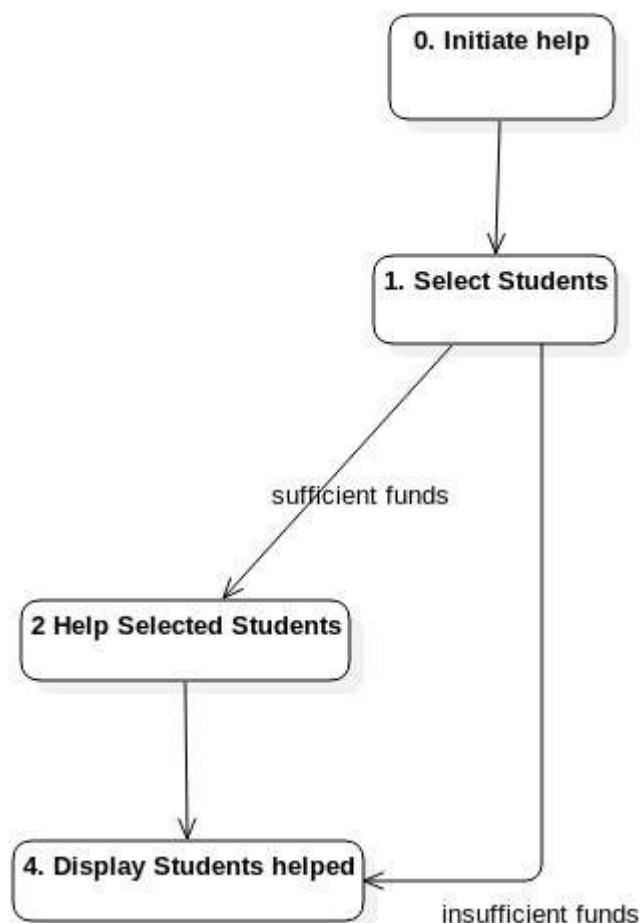 0. Initiate help
1. Select Students
sufficient funds
2 Help Selected Students
4. Display Students helped
insufficient funds